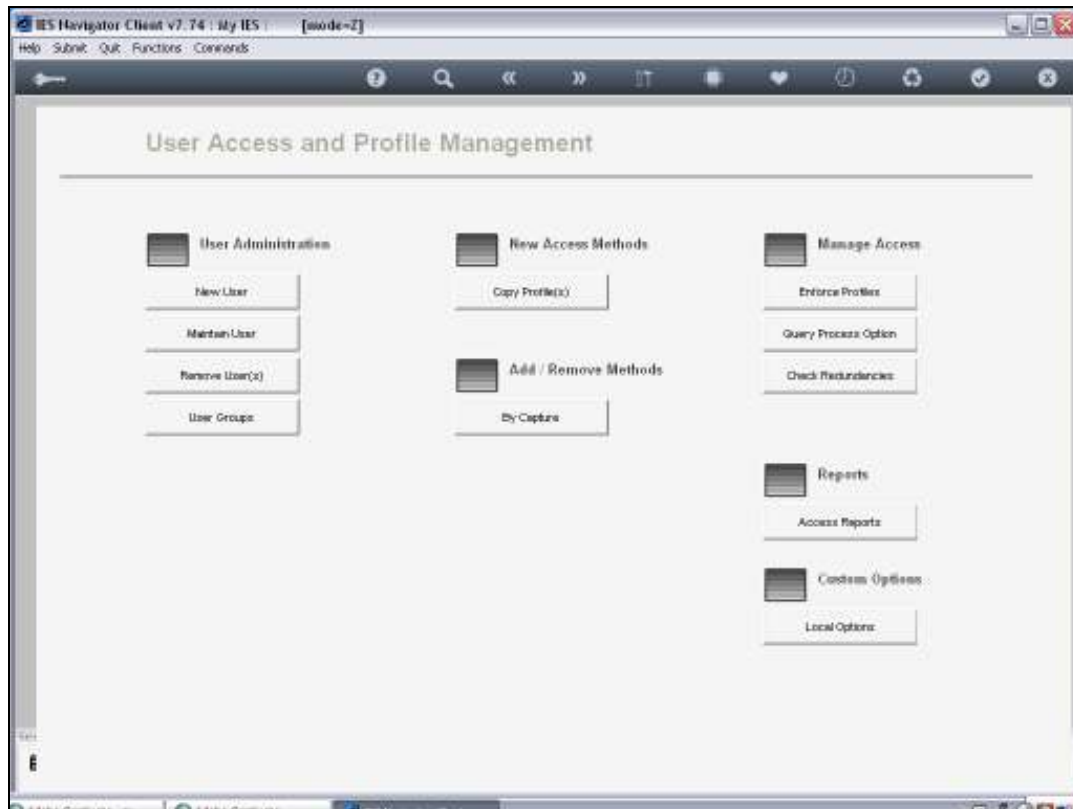 IES Navigator Client v7.74 : My IES : [mode=Z]
Help Submit Quit Functions Commands
User Access and Profile Management
User Administration
New User
Maintain User
Remove User(s)
User Groups
New Access Methods
Copy Profile(s)
Add / Remove Methods
By Capture
Manage Access
Enforce Profiles
Query Process Option
Check Redundancies
Reports
Access Reports
Custom Options
Local Options